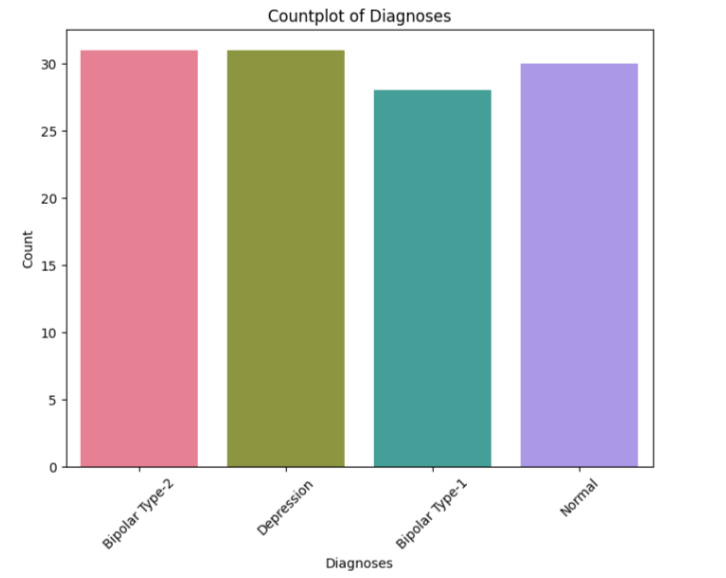 Countplot of Diagnoses
30
25
20
15
10
5
0
Count
Bipolar Type-2
Depression
Bipolar Type-1
Normal
Diagnoses